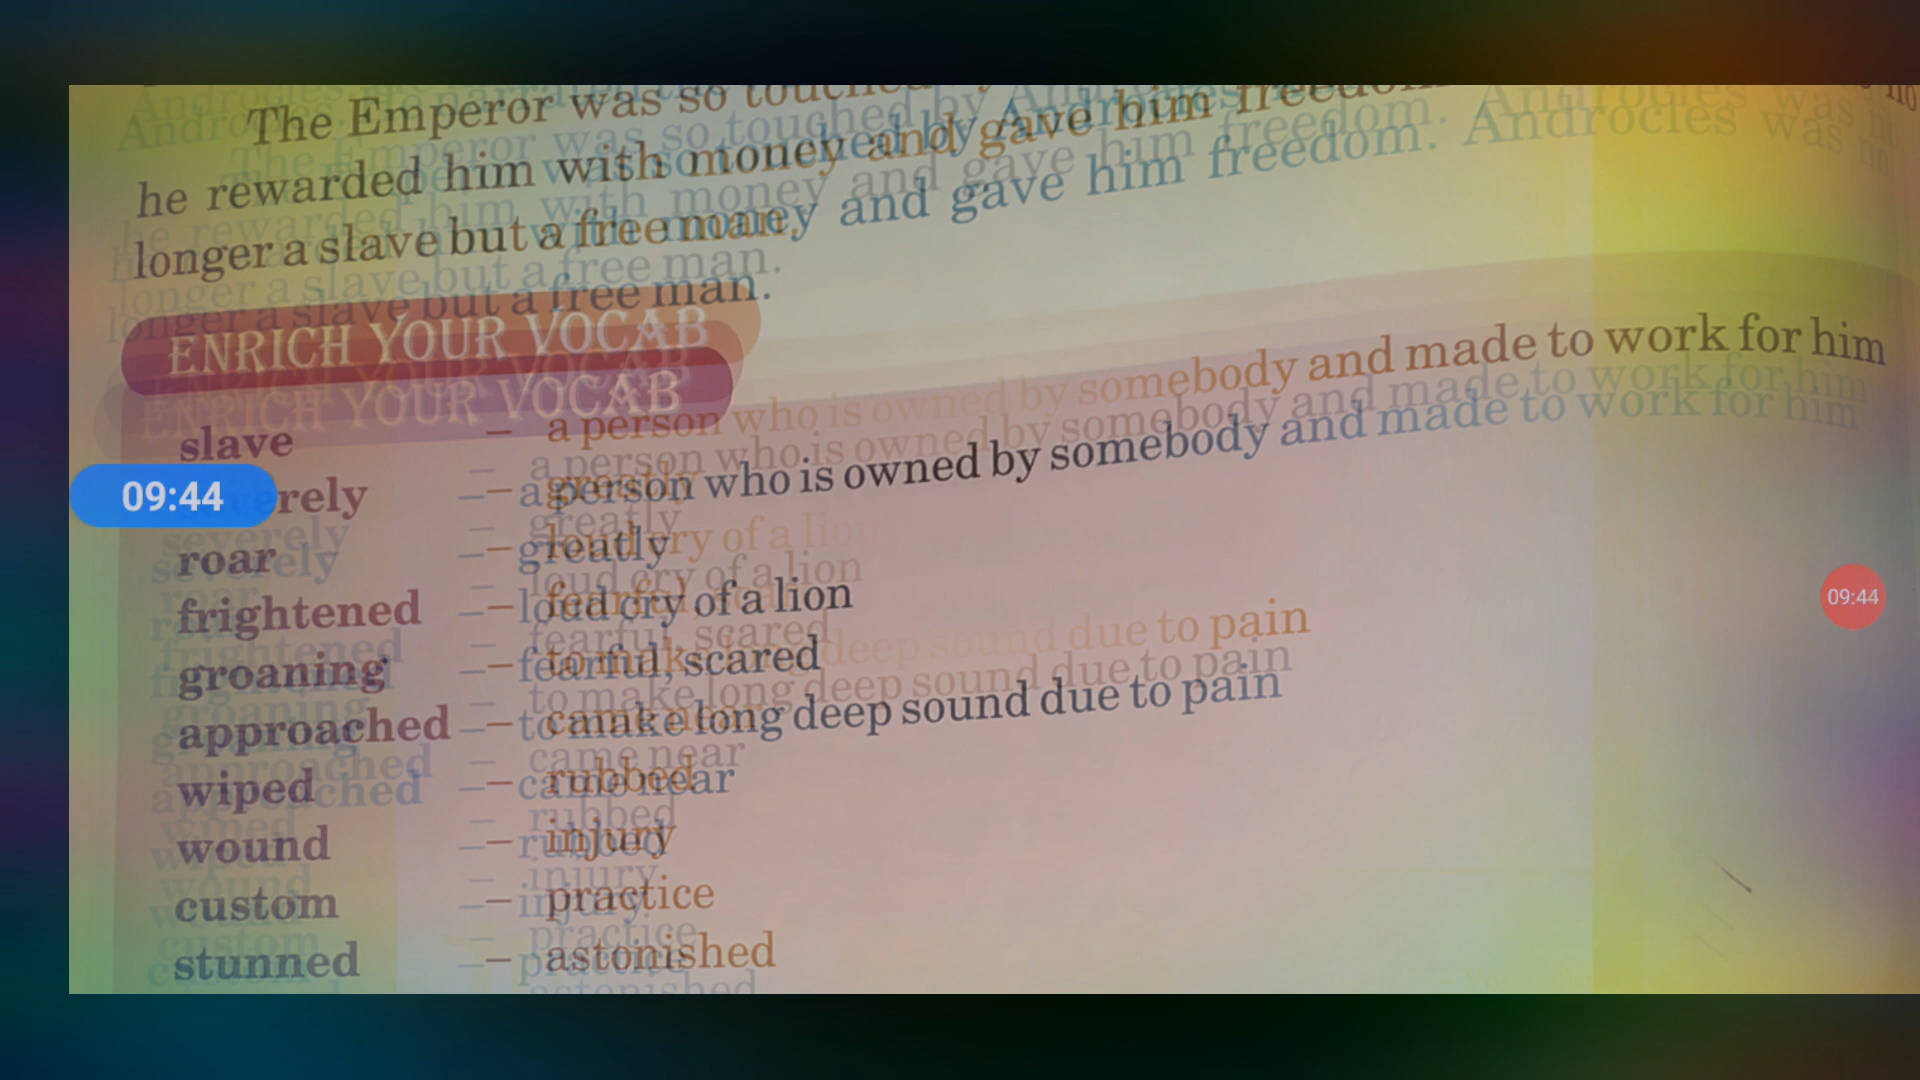 The Emperor was so touched by Androcles
he rewarded him with money and gave him freedom. Androcles was no
longer a slave but a free man.
ENRICH YOUR VOCAB
slave – a person who is owned by somebody and made to work for him
severely – greatly
09:44
roar – loud cry of a lion
frightened – fearful, scared
09:44
groaning – to make long deep sound due to pain
approached – came near
wiped – rubbed
wound – injury
custom – practice
stunned – astonished